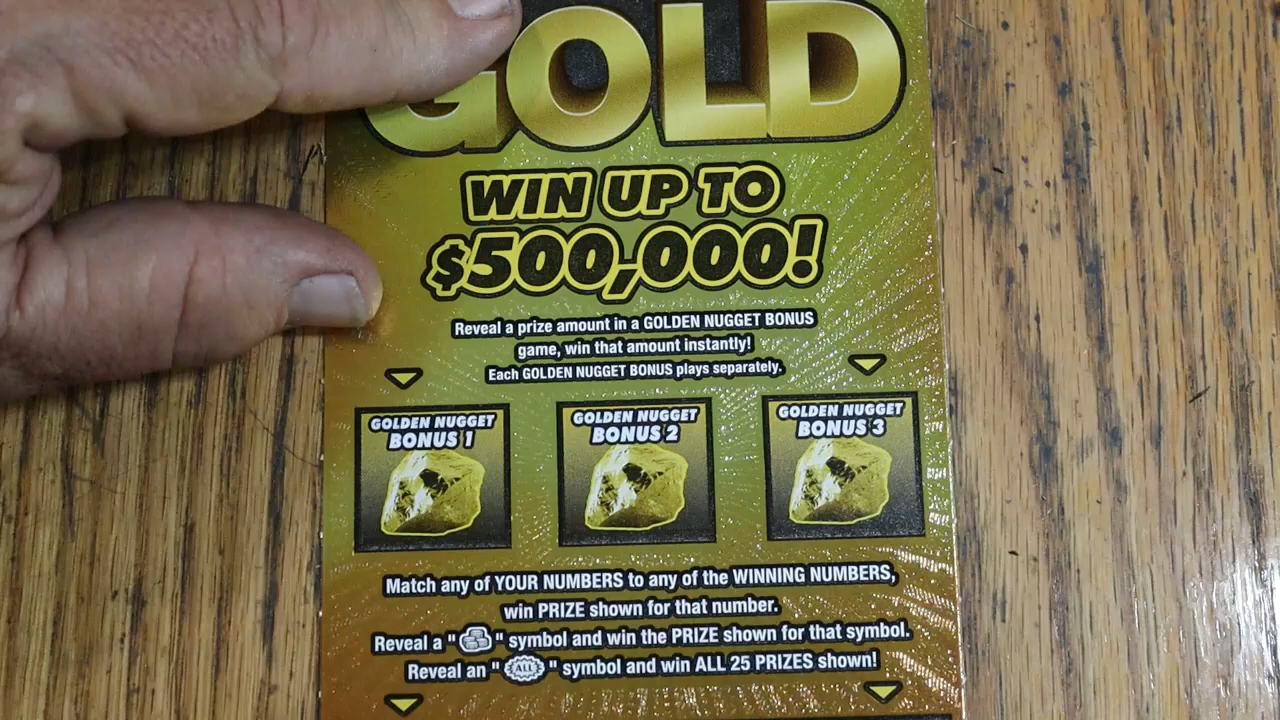 GOLD
WIN UP TO
$500,000!
Reveal a prize amount in a GOLDEN NUGGET BONUS
game, win that amount instantly!
Each GOLDEN NUGGET BONUS plays separately.
GOLDEN NUGGET
BONUS 1
GOLDEN NUGGET
BONUS 2
GOLDEN NUGGET
BONUS 3
Match any of YOUR NUMBERS to any of the WINNING NUMBERS,
win PRIZE shown for that number.
Reveal a " " symbol and win the PRIZE shown for that symbol.
Reveal an " ALL " symbol and win ALL 25 PRIZES shown!